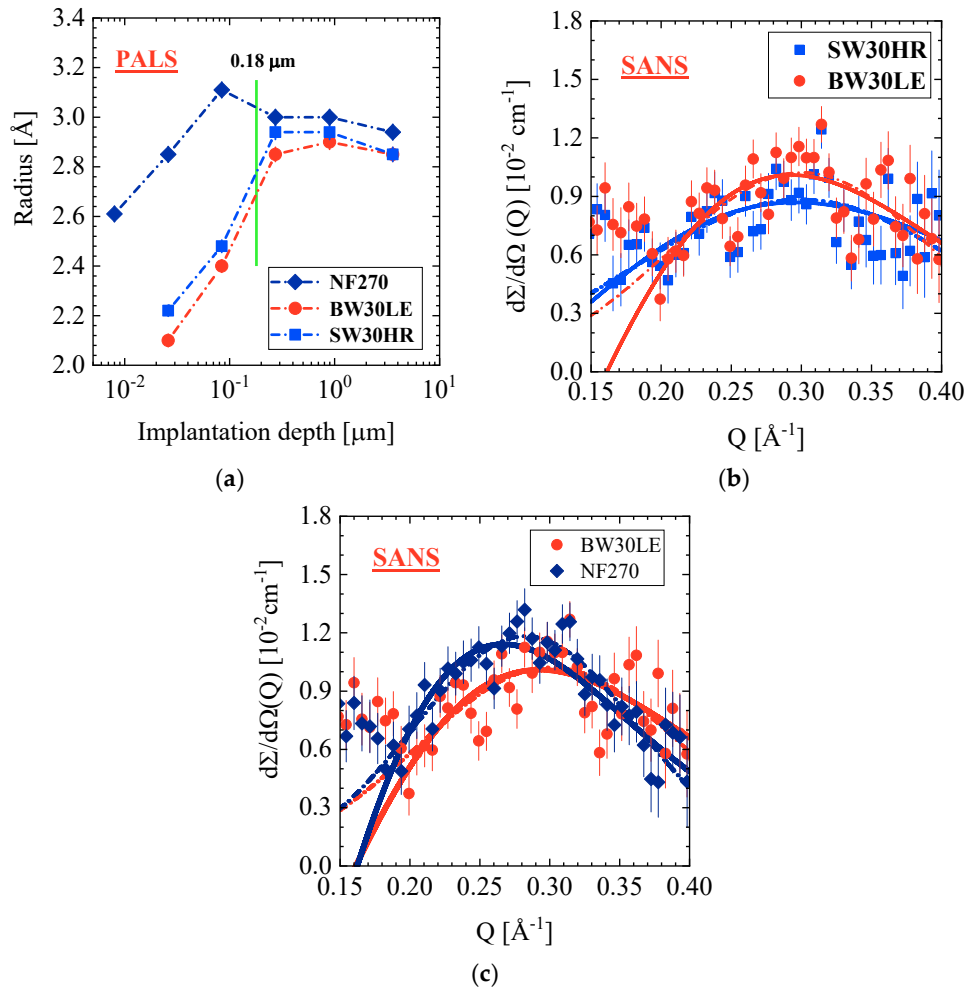 PALS
0.18 μm
Radius [Å]
3.4
3.2
3.0
2.8
2.6
2.4
2.2
2.0
NF270
BW30LE
SW30HR
10⁻² 10⁻¹ 10⁰ 10¹
Implantation depth [μm]
(a)
SANS
SW30HR
BW30LE
dΣ/dΩ (Q) [10⁻² cm⁻¹]
1.8
1.5
1.2
0.9
0.6
0.3
0.0
0.15 0.20 0.25 0.30 0.35 0.40
Q [Å⁻¹]
(b)
SANS
BW30LE
NF270
dΣ/dΩ(Q) [10⁻²cm⁻¹]
1.8
1.5
1.2
0.9
0.6
0.3
0.0
0.15 0.20 0.25 0.30 0.35 0.40
Q [Å⁻¹]
(c)